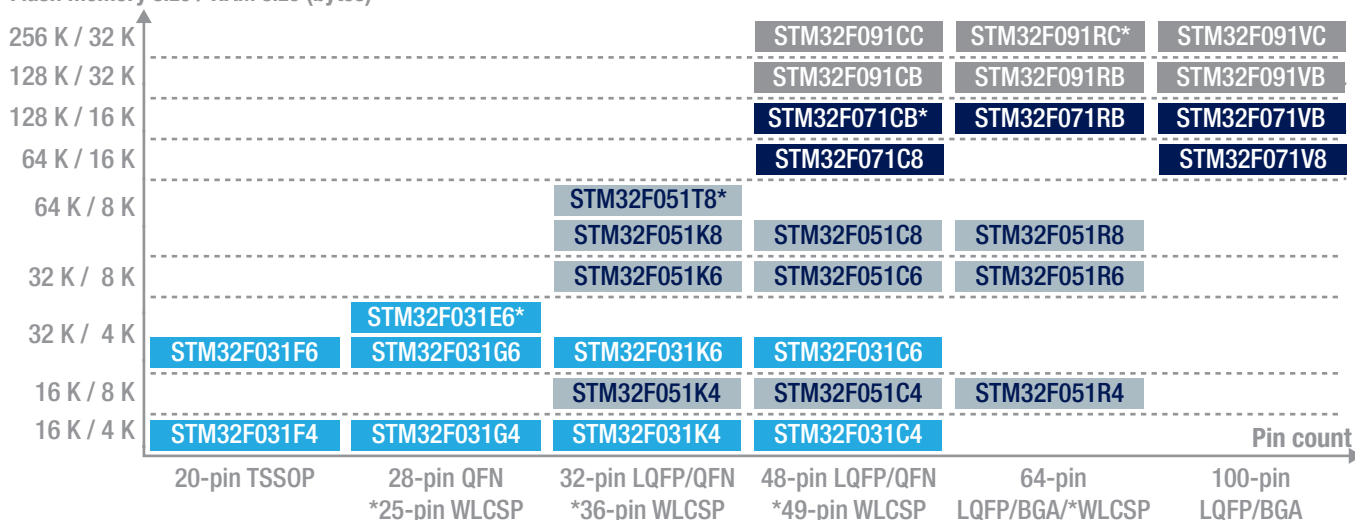 256 K / 32 K STM32F091CC STM32F091RC* STM32F091VC
128 K / 32 K STM32F091CB STM32F091RB STM32F091VB
128 K / 16 K STM32F071CB* STM32F071RB STM32F071VB
64 K / 16 K STM32F071C8 STM32F071V8
64 K / 8 K STM32F051T8*
STM32F051K8 STM32F051C8 STM32F051R8
32 K / 8 K STM32F051K6 STM32F051C6 STM32F051R6
32 K / 4 K STM32F031E6*
STM32F031F6 STM32F031G6 STM32F031K6 STM32F031C6
16 K / 8 K STM32F051K4 STM32F051C4 STM32F051R4
16 K / 4 K STM32F031F4 STM32F031G4 STM32F031K4 STM32F031C4 Pin count
20-pin TSSOP 28-pin QFN 32-pin LQFP/QFN 48-pin LQFP/QFN 64-pin 100-pin
*25-pin WLCSP *36-pin WLCSP *49-pin WLCSP LQFP/BGA/*WLCSP LQFP/BGA